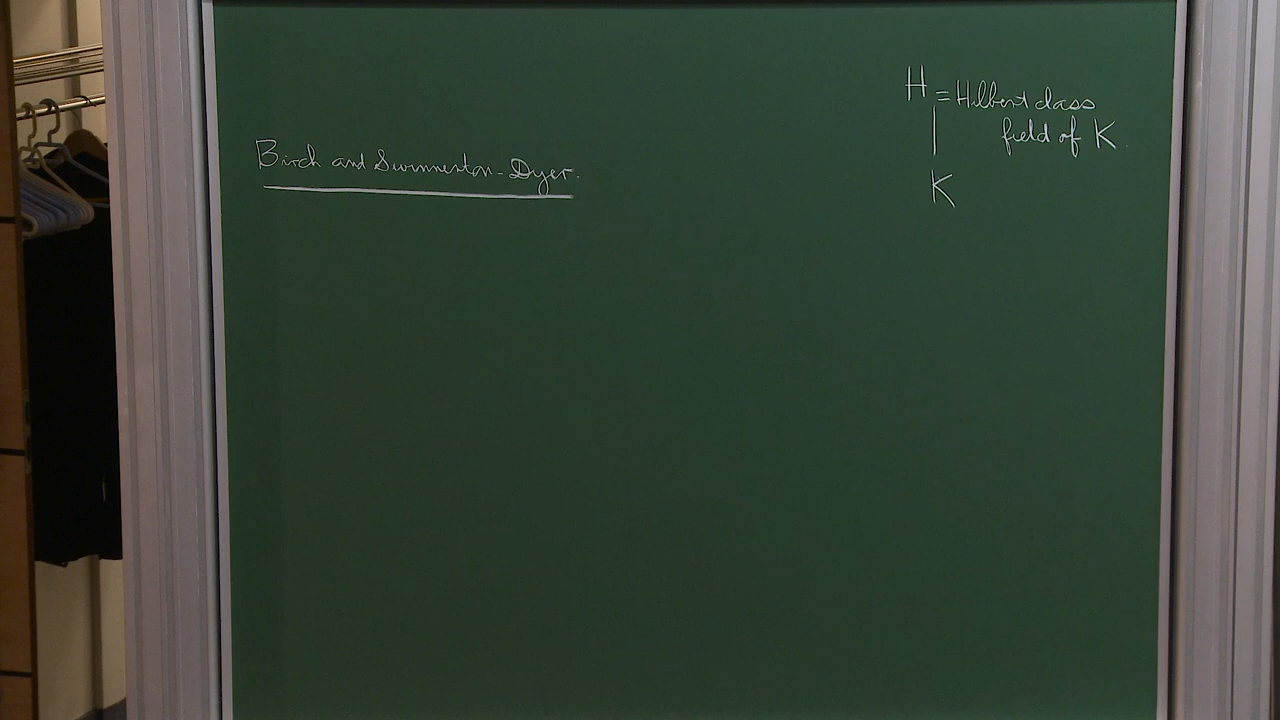 Birch and Swinnerton-Dyer.
H = Hilbert class
field of K.
K